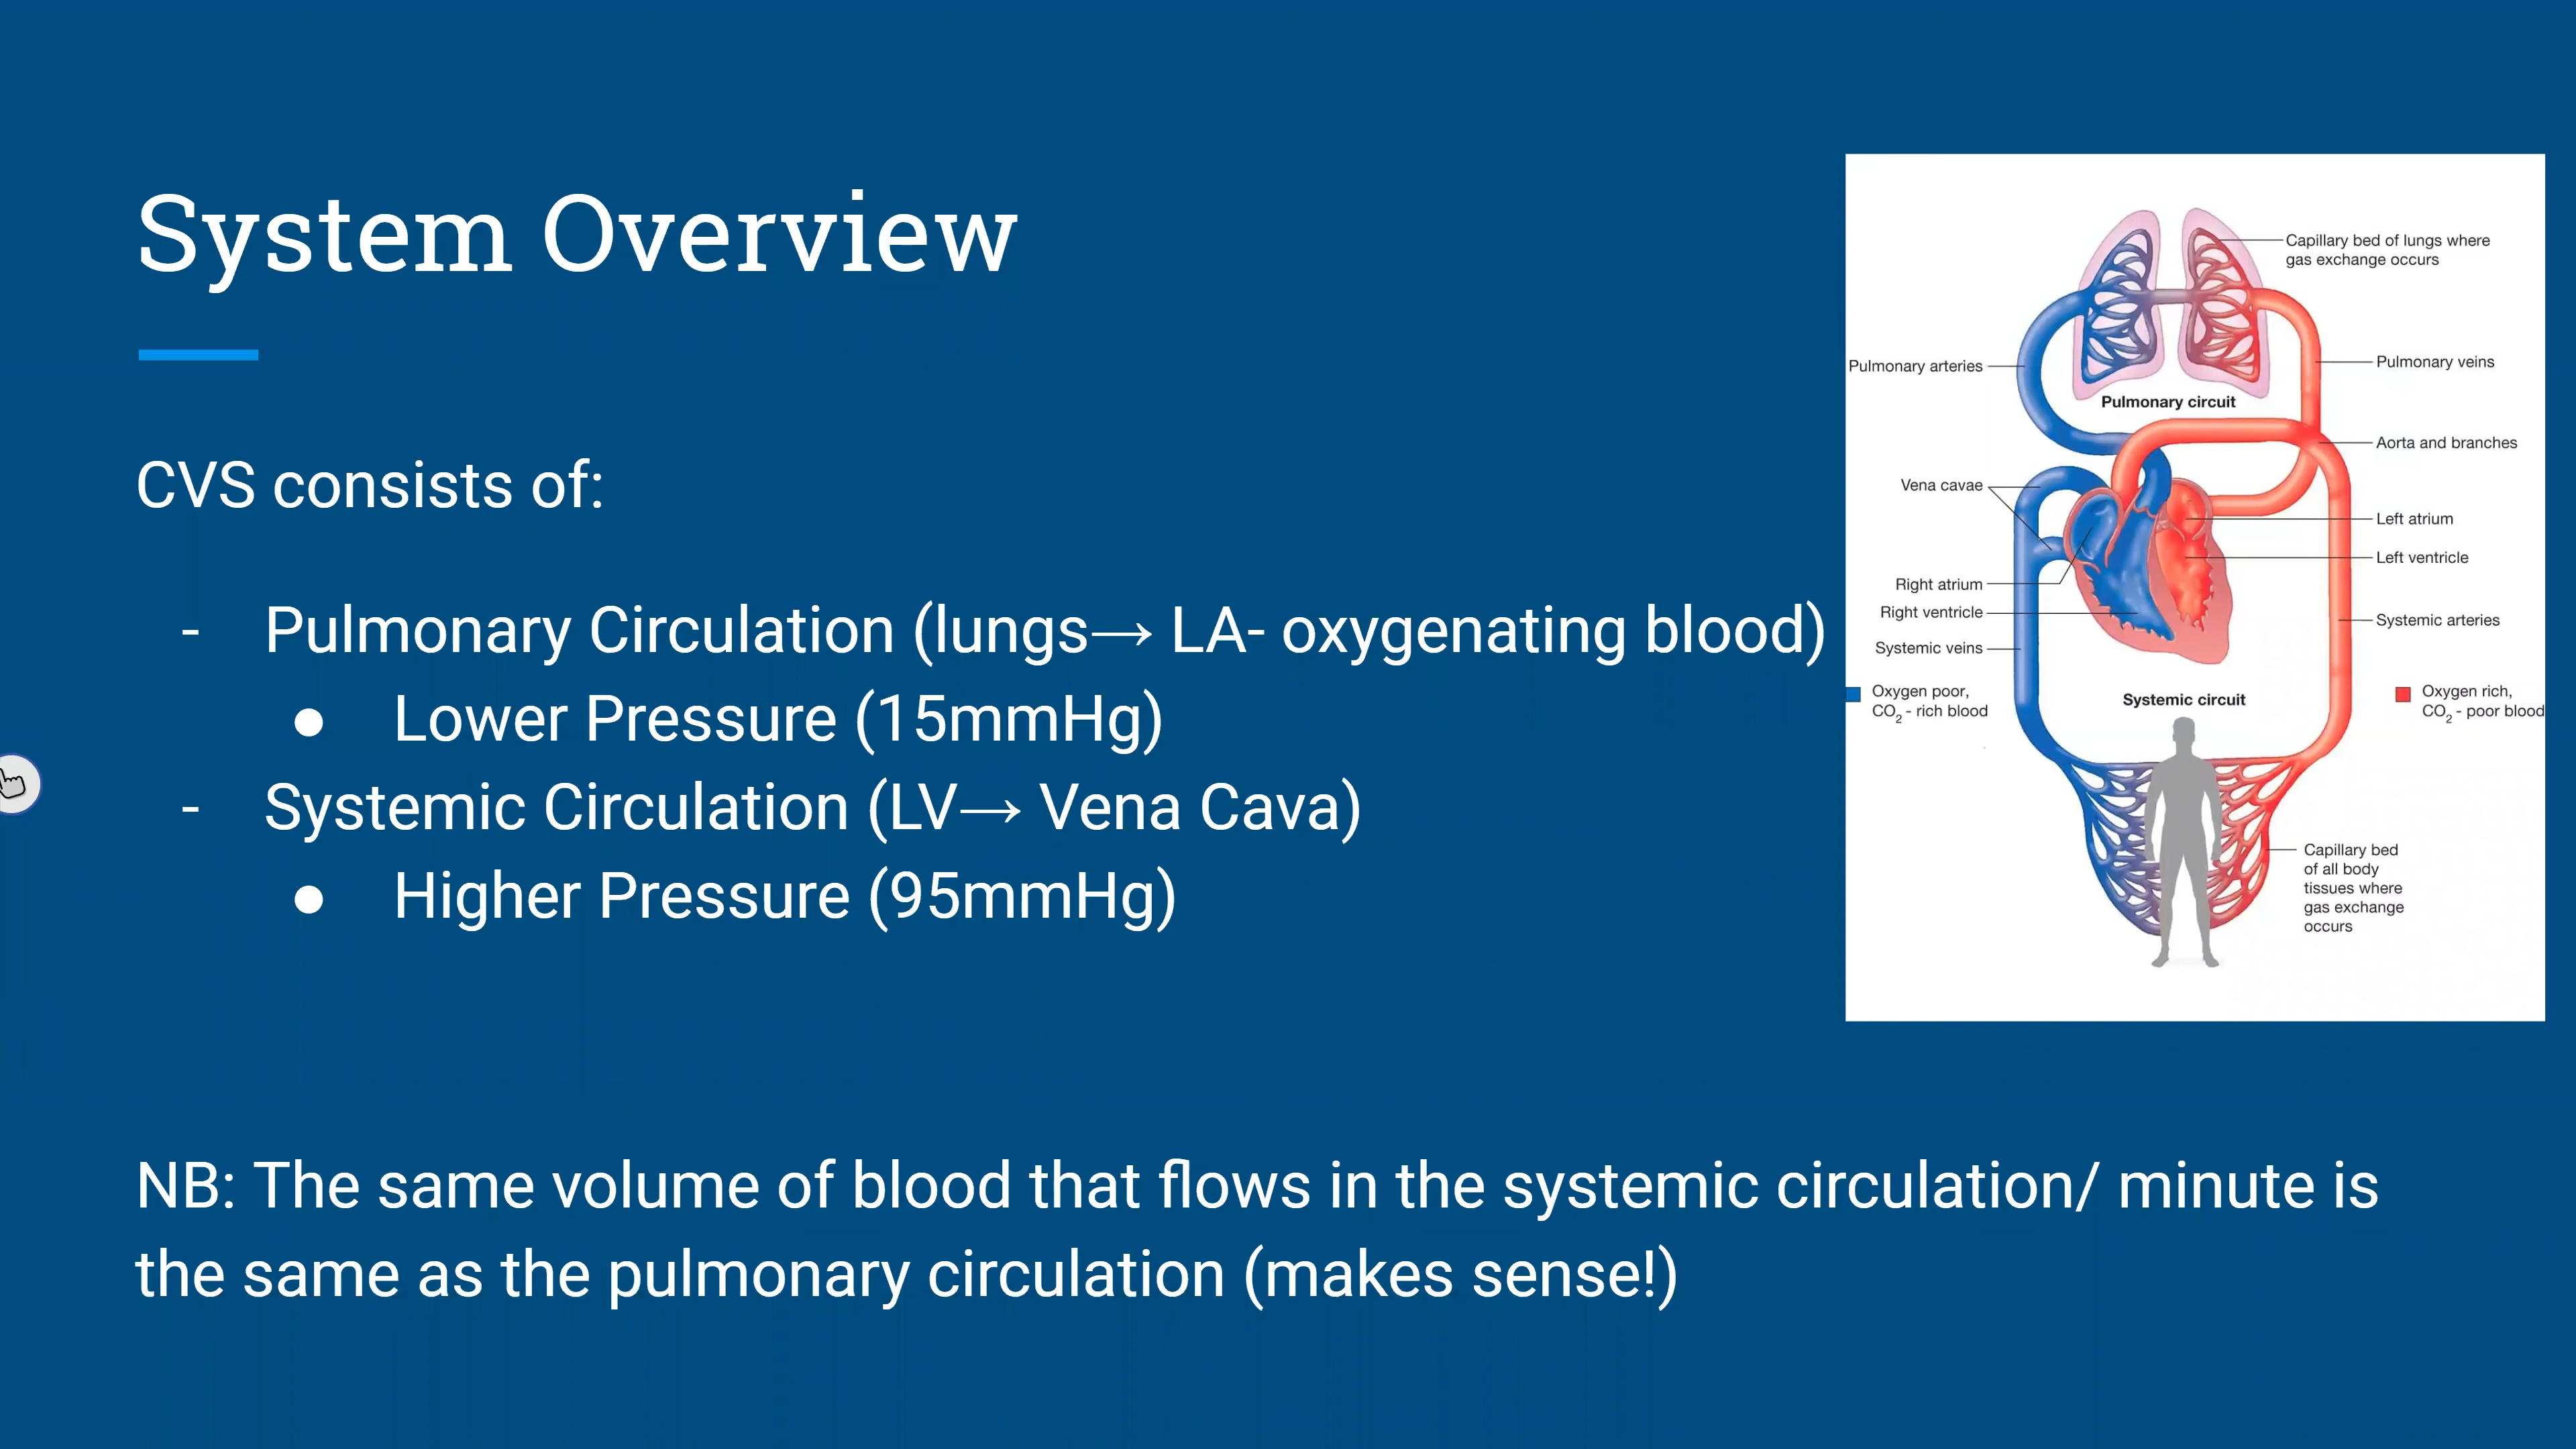 System Overview
CVS consists of:
- Pulmonary Circulation (lungs→ LA- oxygenating blood)
● Lower Pressure (15mmHg)
- Systemic Circulation (LV→ Vena Cava)
● Higher Pressure (95mmHg)
NB: The same volume of blood that flows in the systemic circulation/ minute is
the same as the pulmonary circulation (makes sense!)
Capillary bed of lungs where
gas exchange occurs
Pulmonary arteries
Pulmonary veins
Pulmonary circuit
Aorta and branches
Vena cavae
Left atrium
Left ventricle
Right atrium
Right ventricle
Systemic arteries
Systemic veins
Oxygen poor,
CO2 - rich blood
Systemic circuit
Oxygen rich,
CO2 - poor blood
Capillary bed
of all body
tissues where
gas exchange
occurs